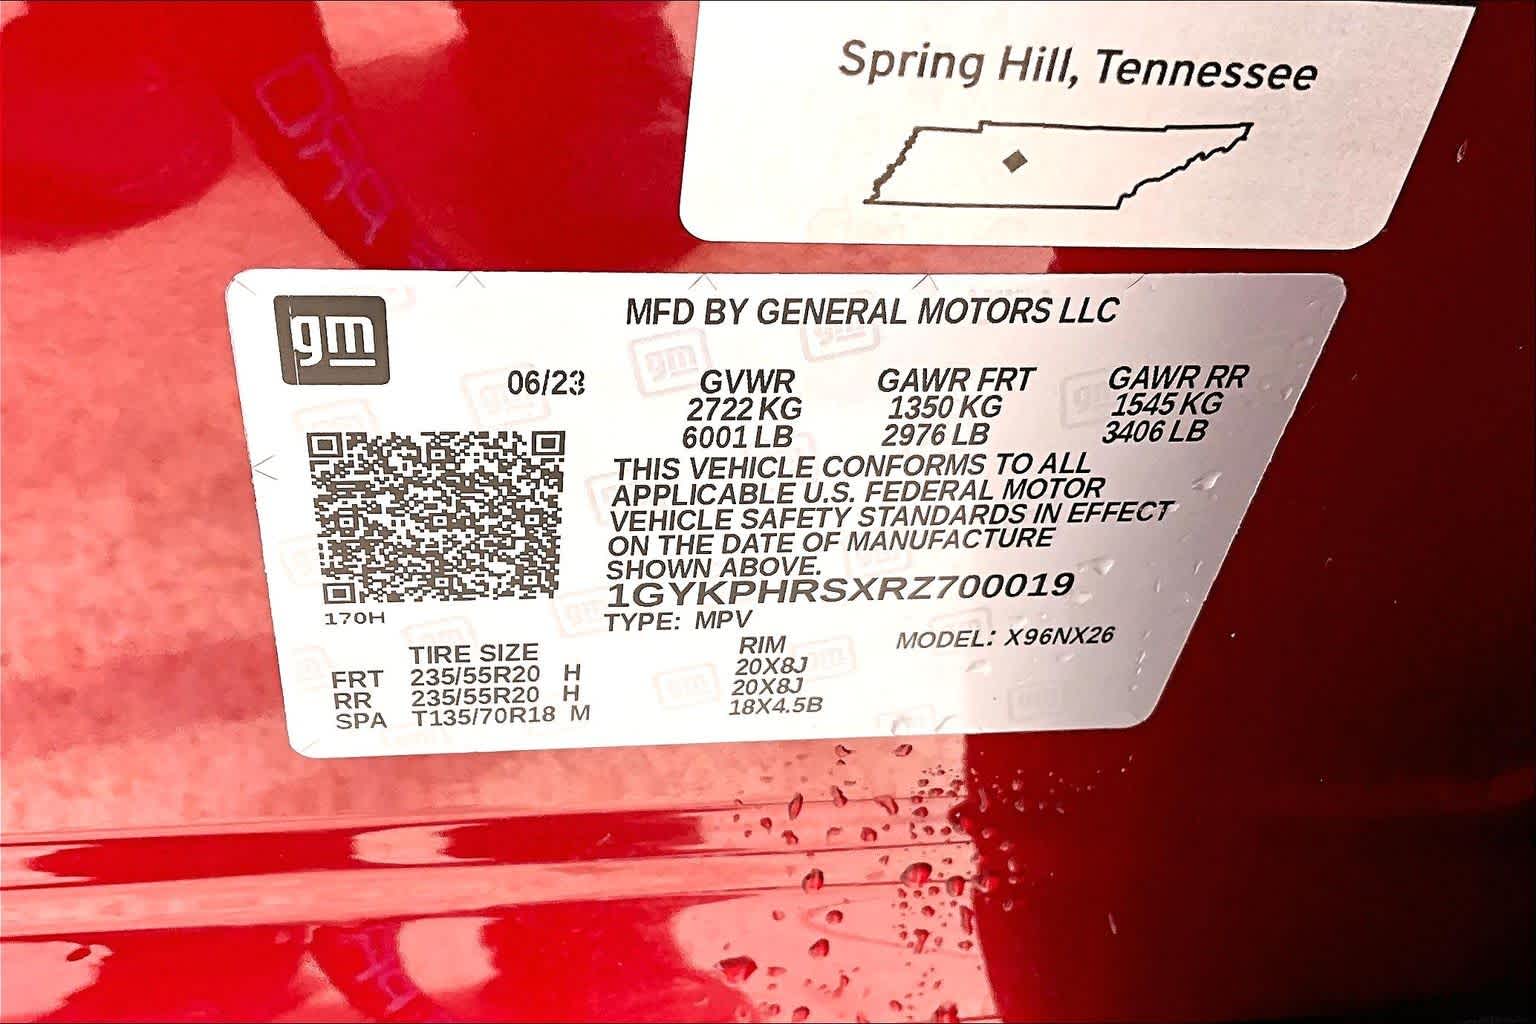 Spring Hill, Tennessee
gm
MFD BY GENERAL MOTORS LLC
06/23
GVWR GAWR FRT GAWR RR
2722 KG 1350 KG 1545 KG
6001 LB 2976 LB 3406 LB
THIS VEHICLE CONFORMS TO ALL
APPLICABLE U.S. FEDERAL MOTOR
VEHICLE SAFETY STANDARDS IN EFFECT
ON THE DATE OF MANUFACTURE
SHOWN ABOVE.
1GYKPHRSXRZ700019
170H
TYPE: MPV
MODEL: X96NX26
TIRE SIZE RIM
FRT 235/55R20 H 20X8J
RR 235/55R20 H 20X8J
SPA T135/70R18 M 18X4.5B